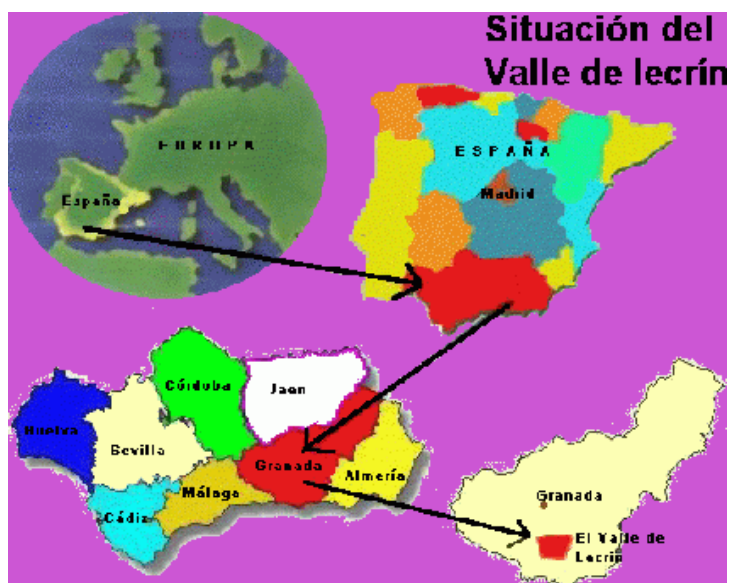 Situación del
Valle de lecrín
EUROPA
España
ESPAÑA
Madrid
Córdoba
Jaen
Huelva
Sevilla
Granada
Almería
Málaga
Cádiz
Granada
El Valle de
Lecrin